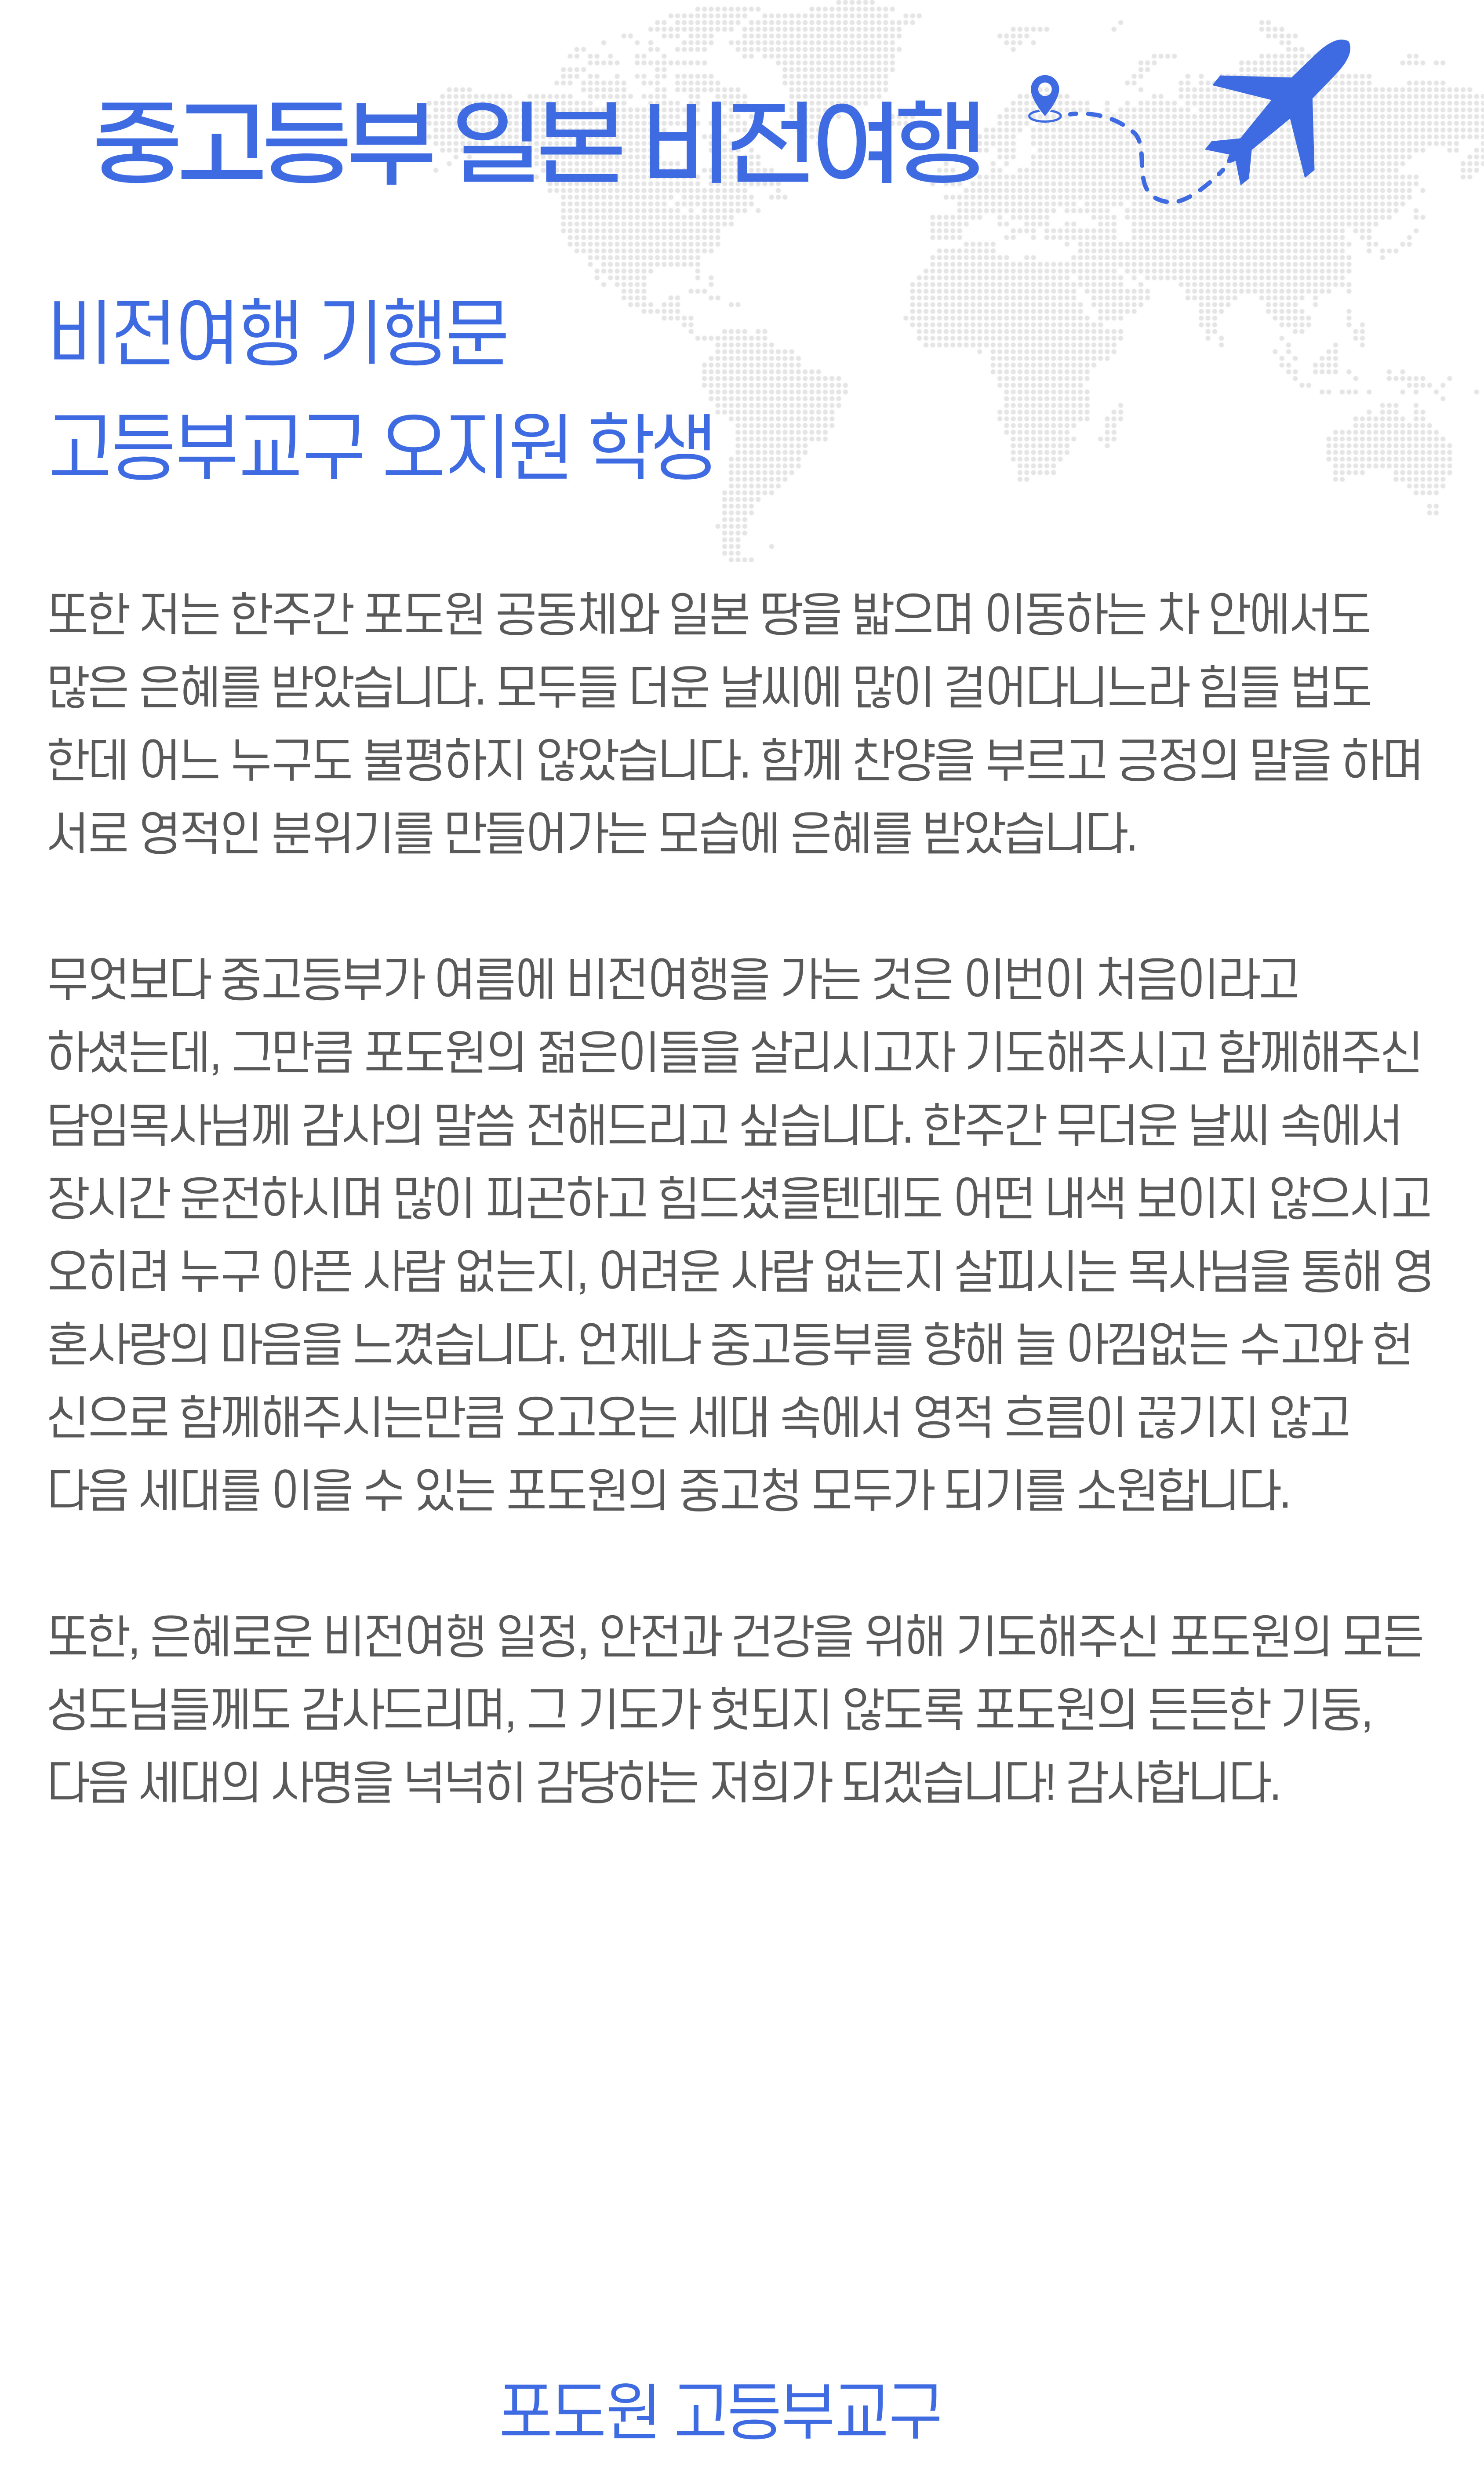 중고등부 일본 비전여행
비전여행 기행문
고등부교구 오지원 학생
또한 저는 한주간 포도원 공동체와 일본 땅을 밟으며 이동하는 차 안에서도
많은 은혜를 받았습니다. 모두들 더운 날씨에 많이 걸어다니느라 힘들 법도
한데 어느 누구도 불평하지 않았습니다. 함께 찬양을 부르고 긍정의 말을 하며
서로 영적인 분위기를 만들어가는 모습에 은혜를 받았습니다.
무엇보다 중고등부가 여름에 비전여행을 가는 것은 이번이 처음이라고
하셨는데, 그만큼 포도원의 젊은이들을 살리시고자 기도해주시고 함께해주신
담임목사님께 감사의 말씀 전해드리고 싶습니다. 한주간 무더운 날씨 속에서
장시간 운전하시며 많이 피곤하고 힘드셨을텐데도 어떤 내색 보이지 않으시고
오히려 누구 아픈 사람 없는지, 어려운 사람 없는지 살피시는 목사님을 통해 영
혼사랑의 마음을 느꼈습니다. 언제나 중고등부를 향해 늘 아낌없는 수고와 헌
신으로 함께해주시는만큼 오고오는 세대 속에서 영적 흐름이 끊기지 않고
다음 세대를 이을 수 있는 포도원의 중고청 모두가 되기를 소원합니다.
또한, 은혜로운 비전여행 일정, 안전과 건강을 위해 기도해주신 포도원의 모든
성도님들께도 감사드리며, 그 기도가 헛되지 않도록 포도원의 든든한 기둥,
다음 세대의 사명을 넉넉히 감당하는 저희가 되겠습니다! 감사합니다.
포도원 고등부교구